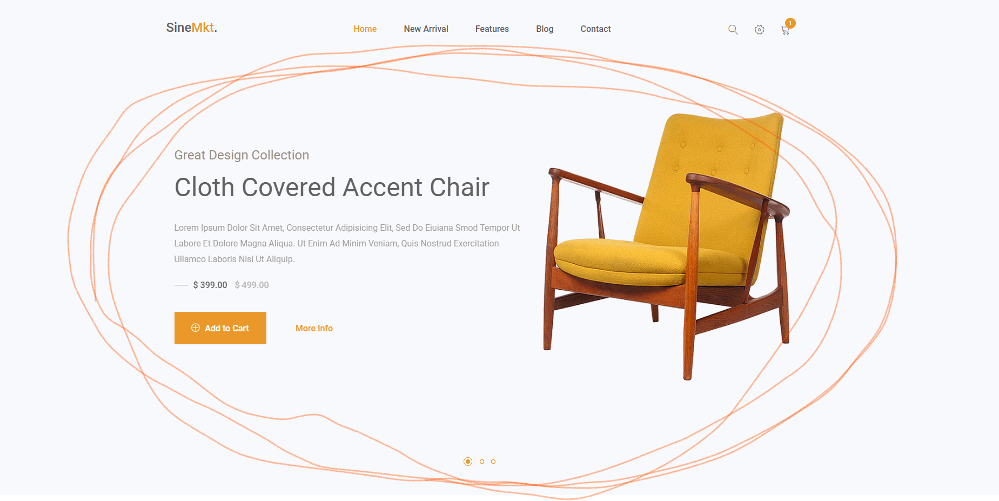 SineMkt.
Home New Arrival Features Blog Contact
1
Great Design Collection
Cloth Covered Accent Chair
Lorem Ipsum Dolor Sit Amet, Consectetur Adipisicing Elit, Sed Do Eiuiana Smod Tempor Ut
Labore Et Dolore Magna Aliqua. Ut Enim Ad Minim Veniam, Quis Nostrud Exercitation
Ullamco Laboris Nisi Ut Aliquip.
$ 399.00 $ 499.00
Add to Cart More Info